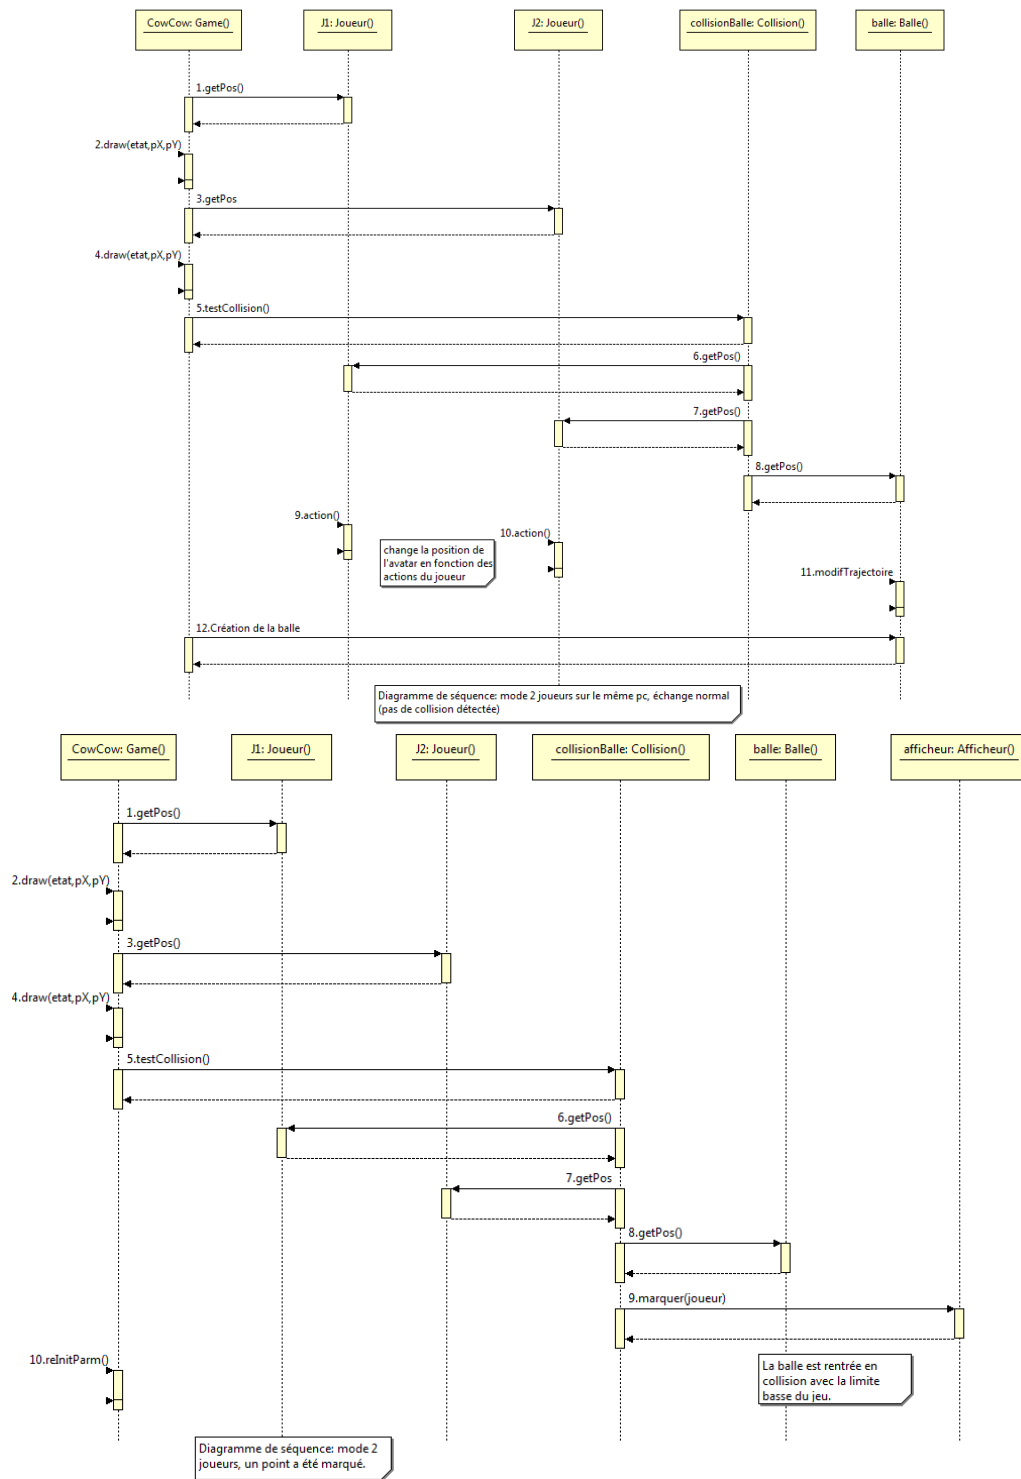 CowCow: Game()
J1: Joueur()
J2: Joueur()
collisionBalle: Collision()
balle: Balle()
1.getPos()
2.draw(etat,pX,pY)
3.getPos
4.draw(etat,pX,pY)
5.testCollision()
6.getPos()
7.getPos()
8.getPos()
9.action()
10.action()
change la position de
l'avatar en fonction des
actions du joueur
11.modifTrajectoire
12.Création de la balle
Diagramme de séquence: mode 2 joueurs sur le même pc, échange normal
(pas de collision détectée)
CowCow: Game()
J1: Joueur()
J2: Joueur()
collisionBalle: Collision()
balle: Balle()
afficheur: Afficheur()
1.getPos()
2.draw(etat,pX,pY)
3.getPos()
4.draw(etat,pX,pY)
5.testCollision()
6.getPos()
7.getPos
8.getPos()
9.marquer(joueur)
10.reInitParm()
La balle est rentrée en
collision avec la limite
basse du jeu.
Diagramme de séquence: mode 2
joueurs, un point a été marqué.